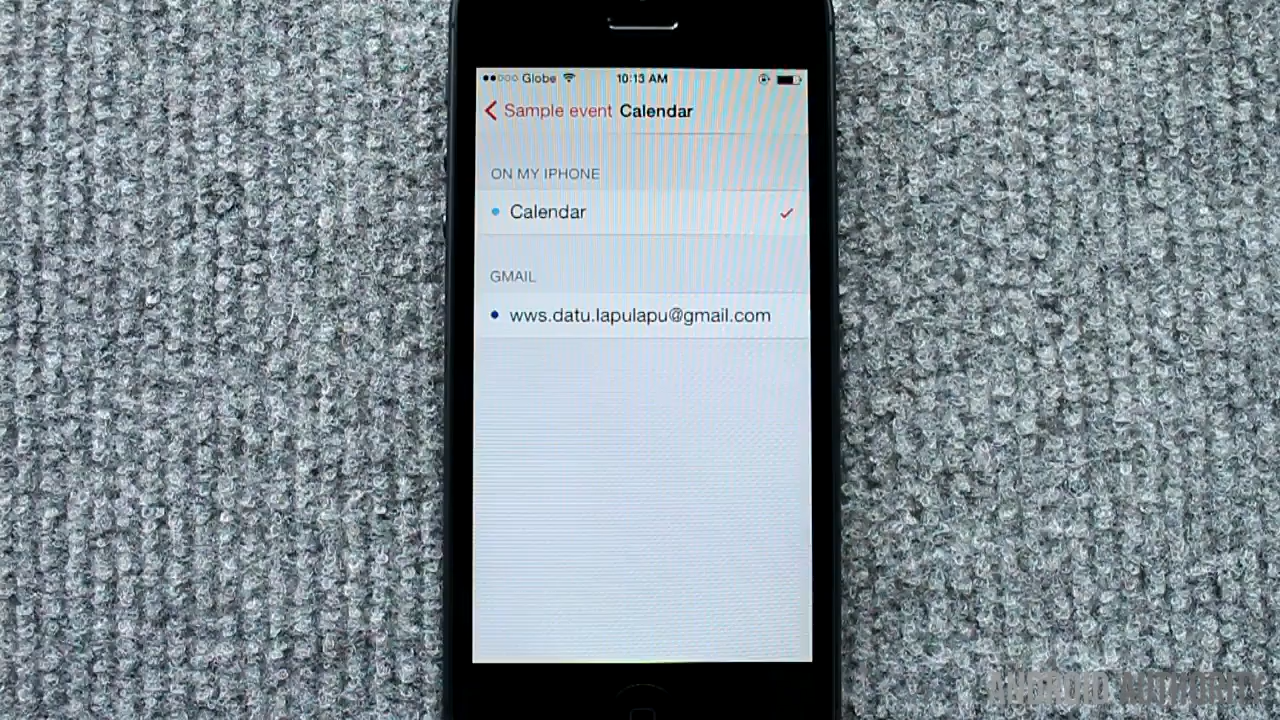 Globe 10:13 AM
Sample event Calendar
ON MY IPHONE
Calendar
GMAIL
wws.datu.lapulapu@gmail.com
ANDROID AUTHORITY